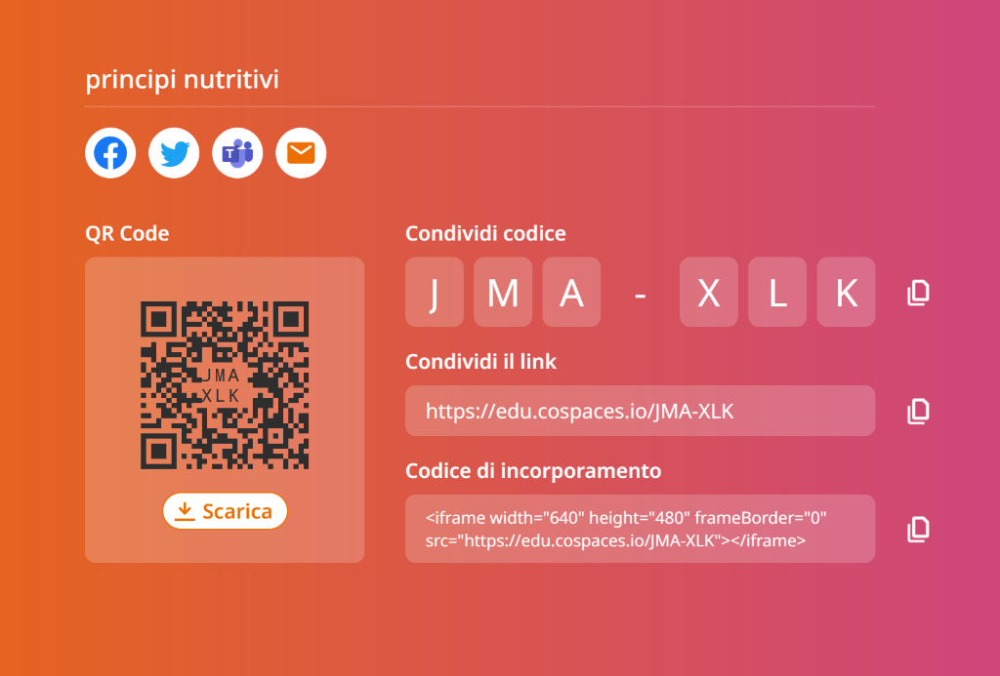 principi nutritivi
QR Code
JMA
XLK
Scarica
Condividi codice
J M A - X L K
Condividi il link
https://edu.cospaces.io/JMA-XLK
Codice di incorporamento
<iframe width="640" height="480" frameBorder="0"
src="https://edu.cospaces.io/JMA-XLK"></iframe>